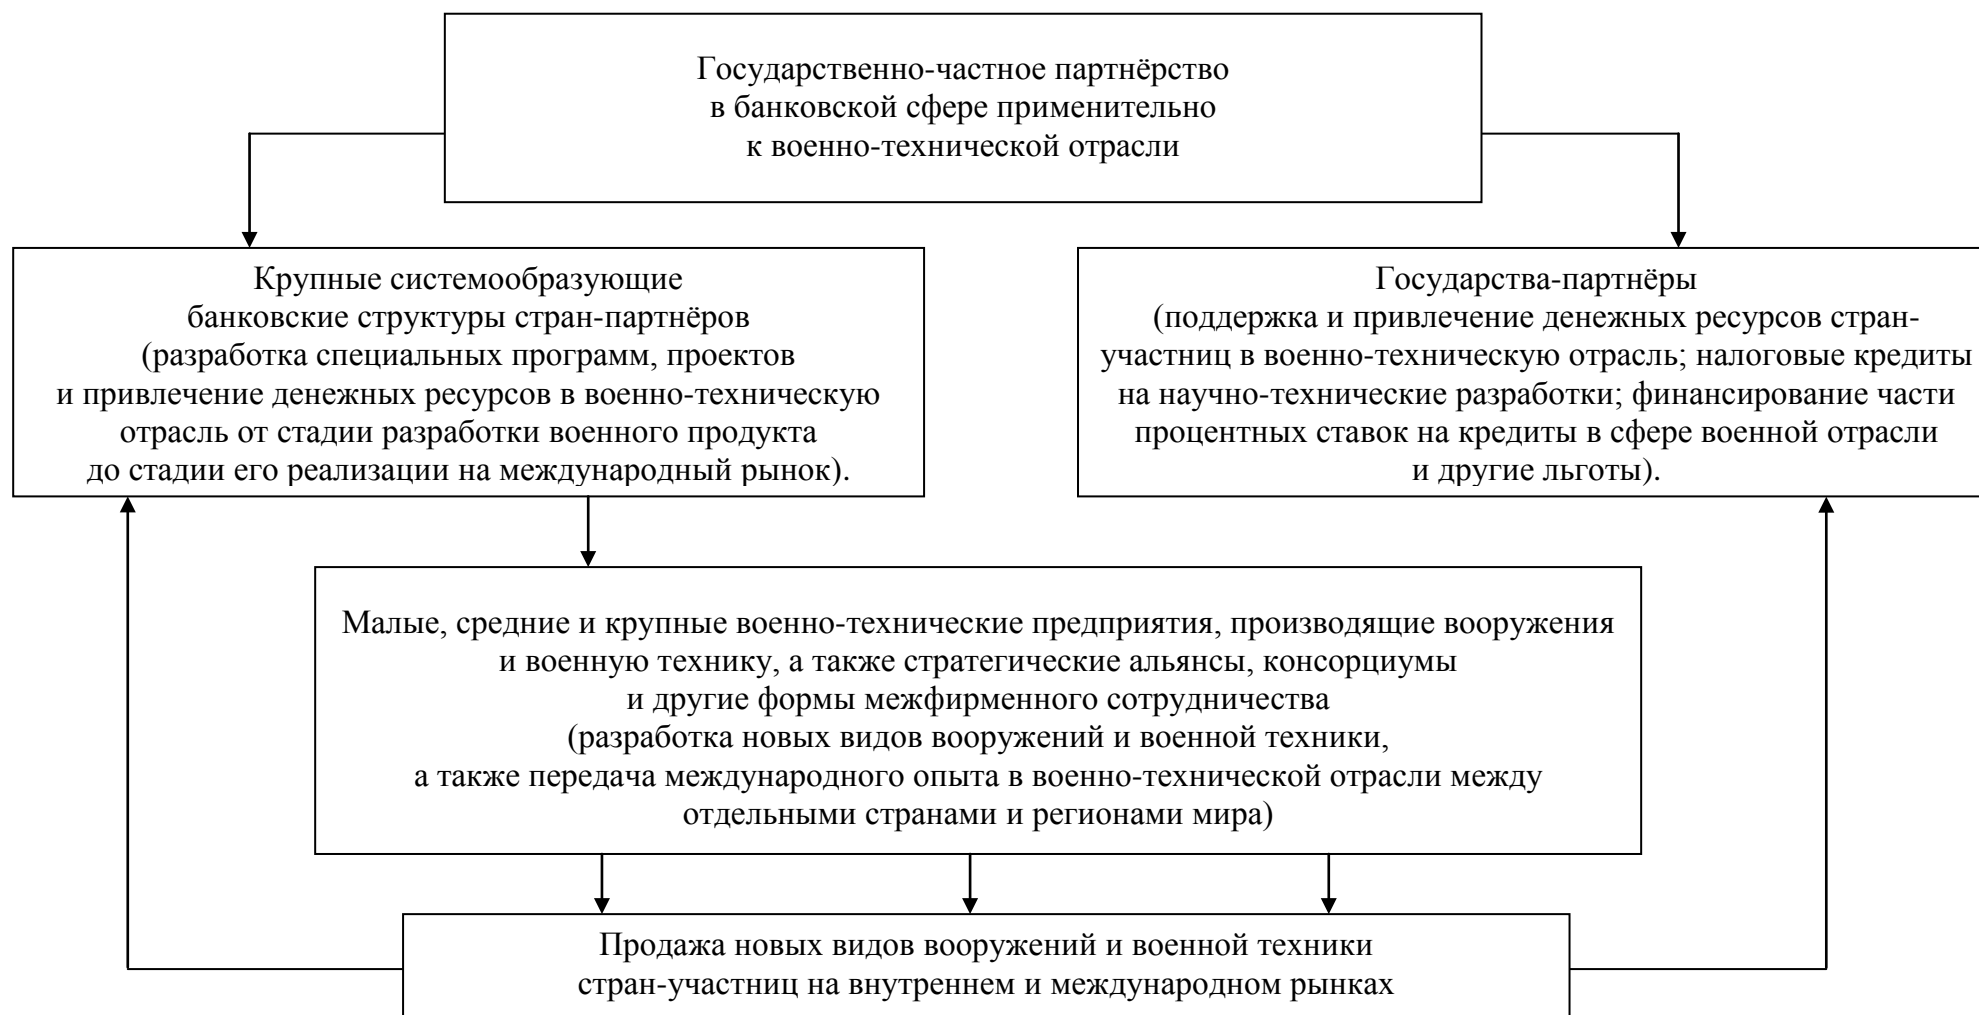 Государственно-частное партнёрство
в банковской сфере применительно
к военно-технической отрасли
Крупные системообразующие
банковские структуры стран-партнёров
(разработка специальных программ, проектов
и привлечение денежных ресурсов в военно-техническую
отрасль от стадии разработки военного продукта
до стадии его реализации на международный рынок).
Государства-партнёры
(поддержка и привлечение денежных ресурсов стран-
участниц в военно-техническую отрасль; налоговые кредиты
на научно-технические разработки; финансирование части
процентных ставок на кредиты в сфере военной отрасли
и другие льготы).
Малые, средние и крупные военно-технические предприятия, производящие вооружения
и военную технику, а также стратегические альянсы, консорциумы
и другие формы межфирменного сотрудничества
(разработка новых видов вооружений и военной техники,
а также передача международного опыта в военно-технической отрасли между
отдельными странами и регионами мира)
Продажа новых видов вооружений и военной техники
стран-участниц на внутреннем и международном рынках